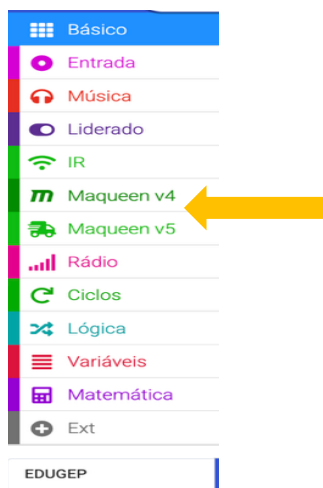 Básico
Entrada
Música
Liderado
IR
Maqueen v4
Maqueen v5
Rádio
Ciclos
Lógica
Variáveis
Matemática
Ext
EDUGEP